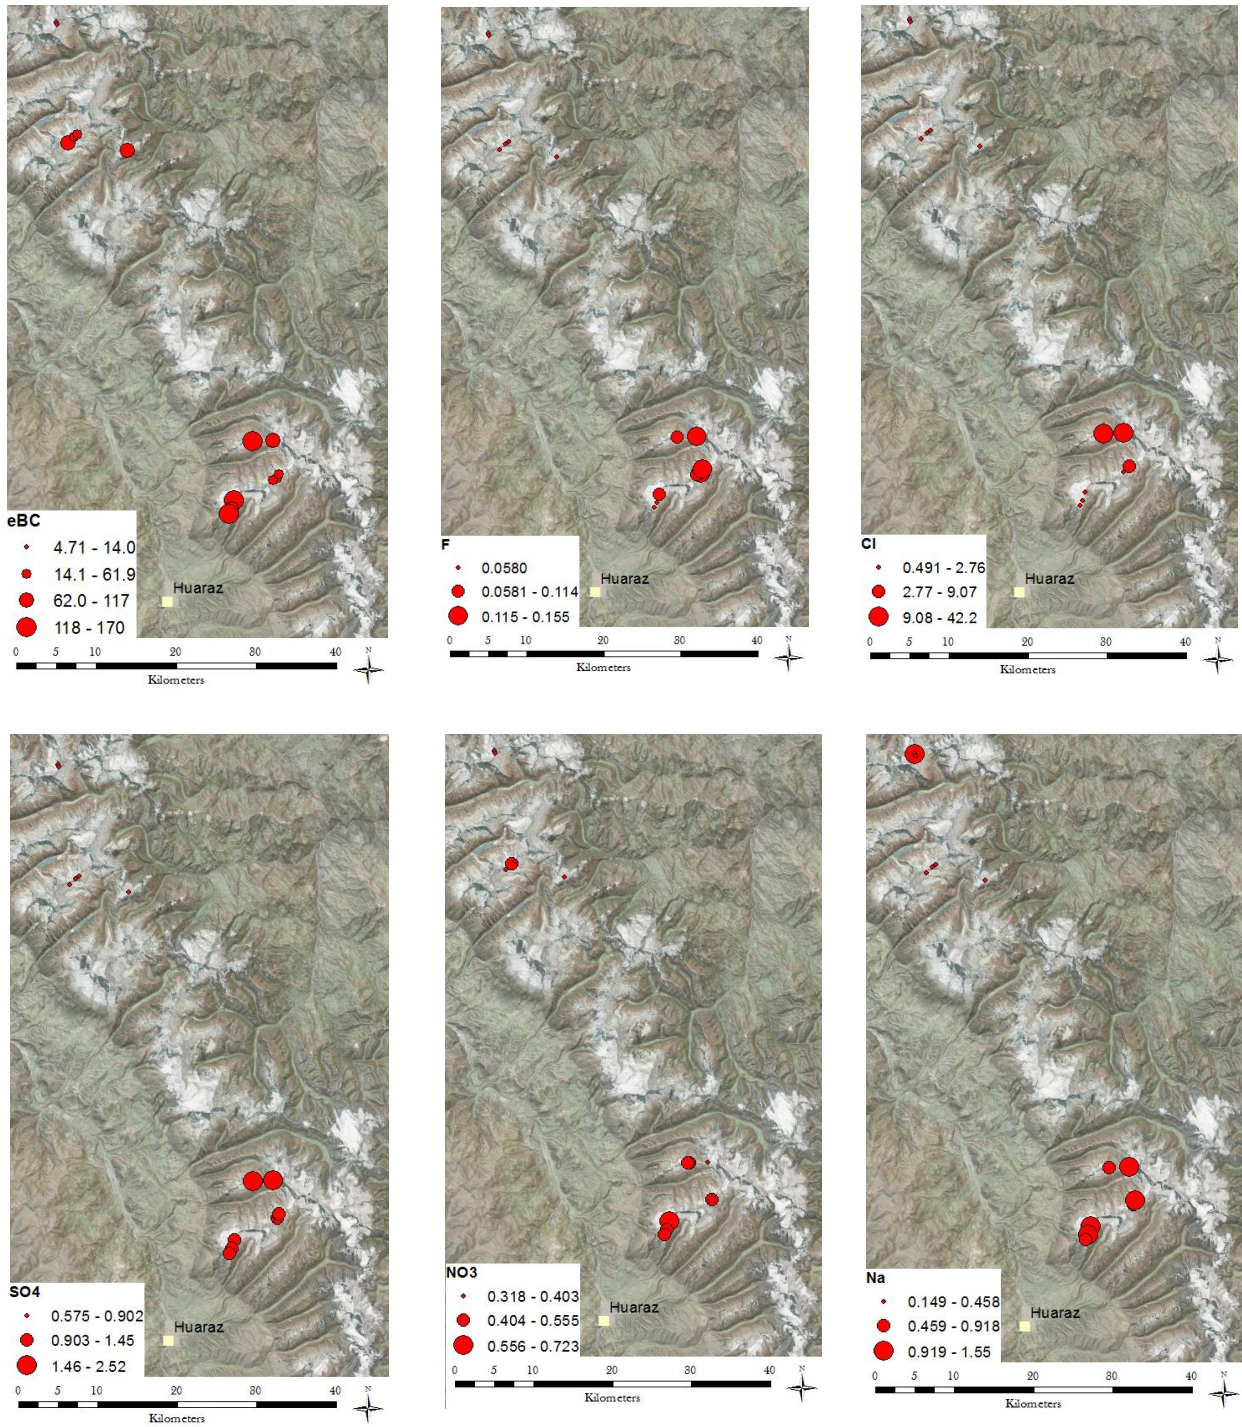 eBC
4.71 - 14.0
14.1 - 61.9
62.0 - 117
118 - 170
Huaraz
0 5 10 20 30 40
Kilometers
N
F
0.0580
0.0581 - 0.114
0.115 - 0.155
Huaraz
0 5 10 20 30 40
Kilometers
N
Cl
0.491 - 2.76
2.77 - 9.07
9.08 - 42.2
Huaraz
0 5 10 20 30 40
Kilometers
N
SO4
0.575 - 0.902
0.903 - 1.45
1.46 - 2.52
Huaraz
0 5 10 20 30 40
Kilometers
N
NO3
0.318 - 0.403
0.404 - 0.555
0.556 - 0.723
Huaraz
0 5 10 20 30 40
Kilometers
N
Na
0.149 - 0.458
0.459 - 0.918
0.919 - 1.55
Huaraz
0 5 10 20 30 40
Kilometers
N